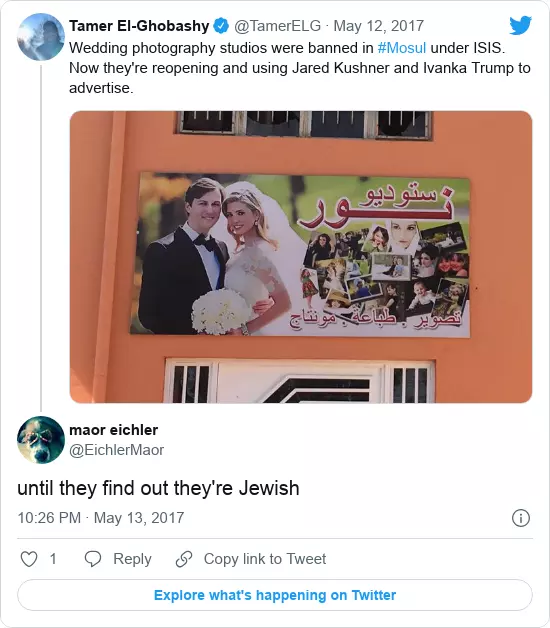 Tamer El-Ghobashy @TamerELG · May 12, 2017
Wedding photography studios were banned in #Mosul under ISIS.
Now they're reopening and using Jared Kushner and Ivanka Trump to
advertise.
ستوديو
نور
تصوير . طباعة . مونتاج
maor eichler
@EichlerMaor
until they find out they're Jewish
10:26 PM · May 13, 2017
1 Reply Copy link to Tweet
Explore what's happening on Twitter